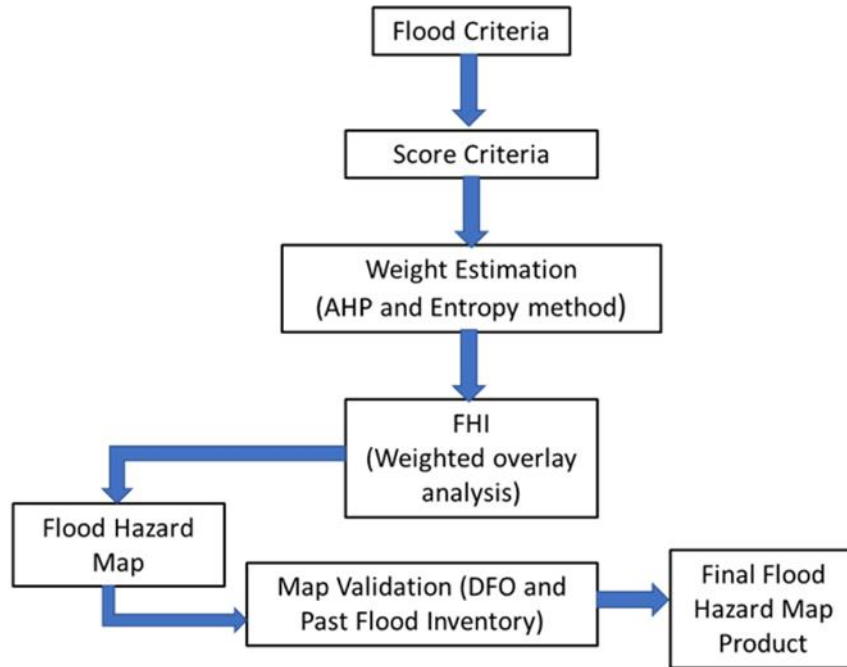 Flood Criteria
Score Criteria
Weight Estimation
(AHP and Entropy method)
FHI
(Weighted overlay
analysis)
Flood Hazard
Map
Map Validation (DFO and
Past Flood Inventory)
Final Flood
Hazard Map
Product